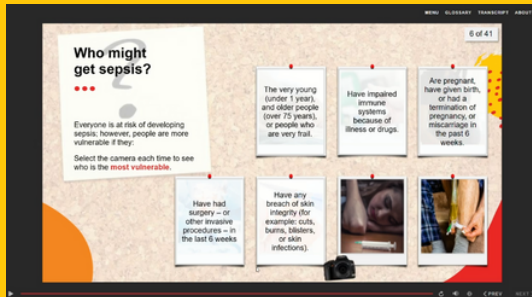 MENU GLOSSARY TRANSCRIPT ABOUT
6 of 41
Who might
get sepsis?
Everyone is at risk of developing
sepsis; however, people are more
vulnerable if they:
Select the camera each time to see
who is the most vulnerable.
The very young
(under 1 year),
and older people
(over 75 years),
or people who
are very frail.
Have impaired
immune
systems
because of
illness or drugs.
Are pregnant,
have given birth,
or had a
termination of
pregnancy, or
miscarriage in
the past 6
weeks.
Have had
surgery – or
other invasive
procedures – in
the last 6 weeks
Have any
breach of skin
integrity (for
example: cuts,
burns, blisters,
or skin
infections).
< PREV NEXT